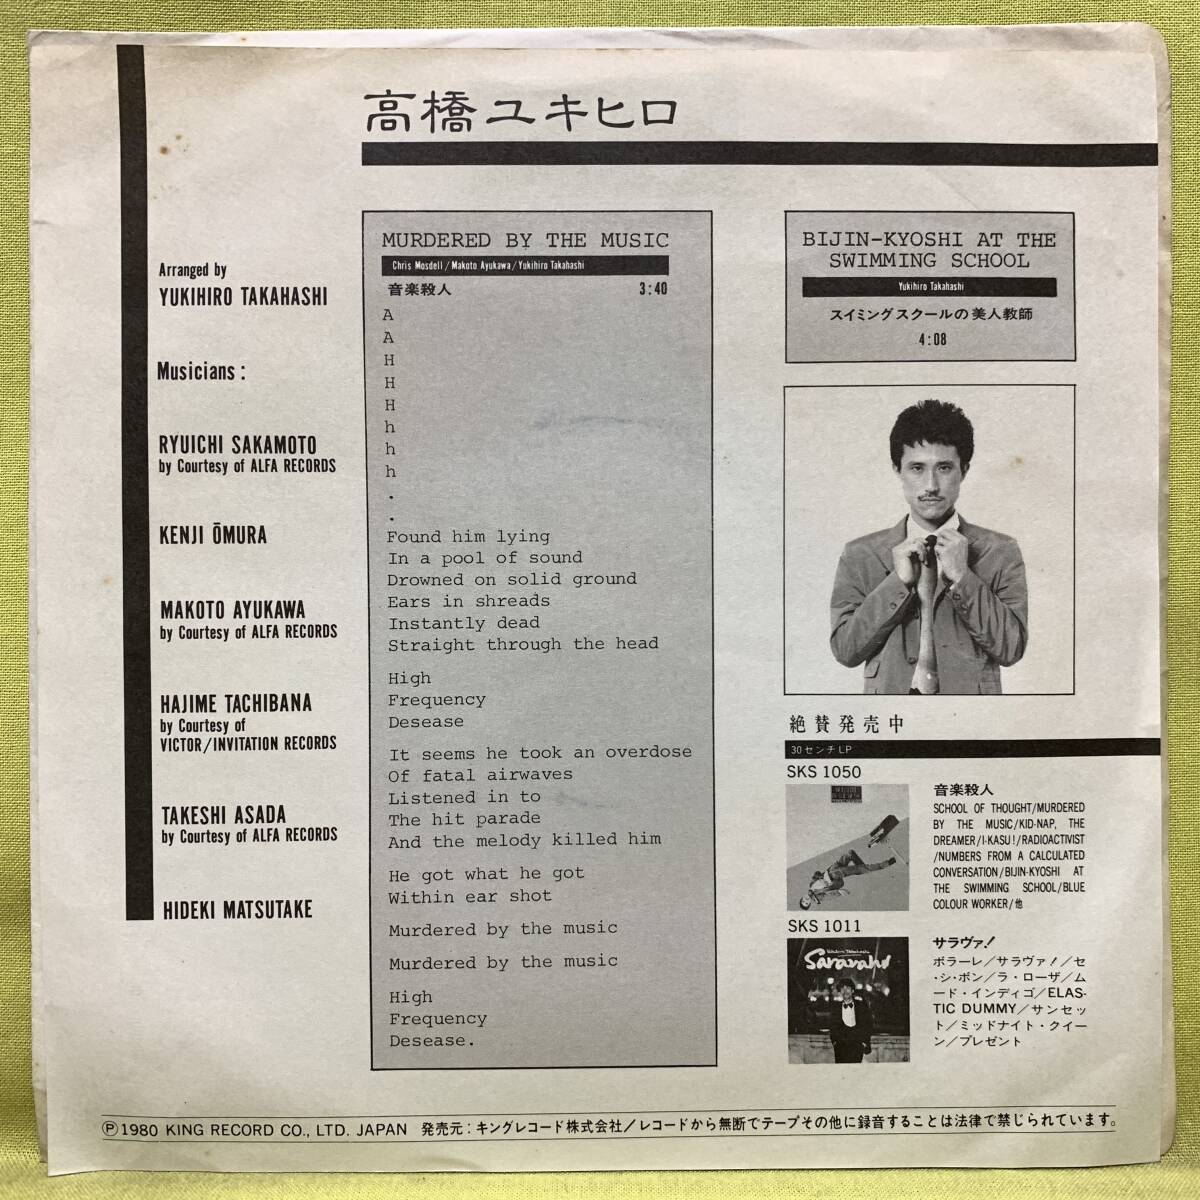 高橋ユキヒロ
Arranged by
YUKIHIRO TAKAHASHI
Musicians:
RYUICHI SAKAMOTO
by Courtesy of ALFA RECORDS
KENJI ŌMURA
MAKOTO AYUKAWA
by Courtesy of ALFA RECORDS
HAJIME TACHIBANA
by Courtesy of
VICTOR/INVITATION RECORDS
TAKESHI ASADA
by Courtesy of ALFA RECORDS
HIDEKI MATSUTAKE
MURDERED BY THE MUSIC
Chris Mosdell/Makoto Ayukawa/Yukihiro Takahashi
音楽殺人 3:40
A
A
H
H
H
h
h
h
.
.
Found him lying
In a pool of sound
Drowned on solid ground
Ears in shreads
Instantly dead
Straight through the head
High
Frequency
Desease
It seems he took an overdose
Of fatal airwaves
Listened in to
The hit parade
And the melody killed him
He got what he got
Within ear shot
Murdered by the music
Murdered by the music
High
Frequency
Desease.
BIJIN-KYOSHI AT THE
SWIMMING SCHOOL
Yukihiro Takahashi
スイミングスクールの美人教師
4:08
絶賛発売中
30センチLP
SKS 1050
音楽殺人
SCHOOL OF THOUGHT/MURDERED
BY THE MUSIC/KID-NAP, THE
DREAMER/I-KASU!/RADIOACTIVIST
/NUMBERS FROM A CALCULATED
CONVERSATION/BIJIN-KYOSHI AT
THE SWIMMING SCHOOL/BLUE
COLOUR WORKER/他
SKS 1011
Yukihiro Takahashi
Saravah!
サラヴァ!
ボラーレ/サラヴァ!/セ
・シ・ボン/ラ・ローザ/ム
ード・インディゴ/ELAS-
TIC DUMMY/サンセッ
ト/ミッドナイト・クイー
ン/プレゼント
Ⓟ1980 KING RECORD CO., LTD. JAPAN 発売元:キングレコード株式会社/レコードから無断でテープその他に録音することは法律で禁じられています。